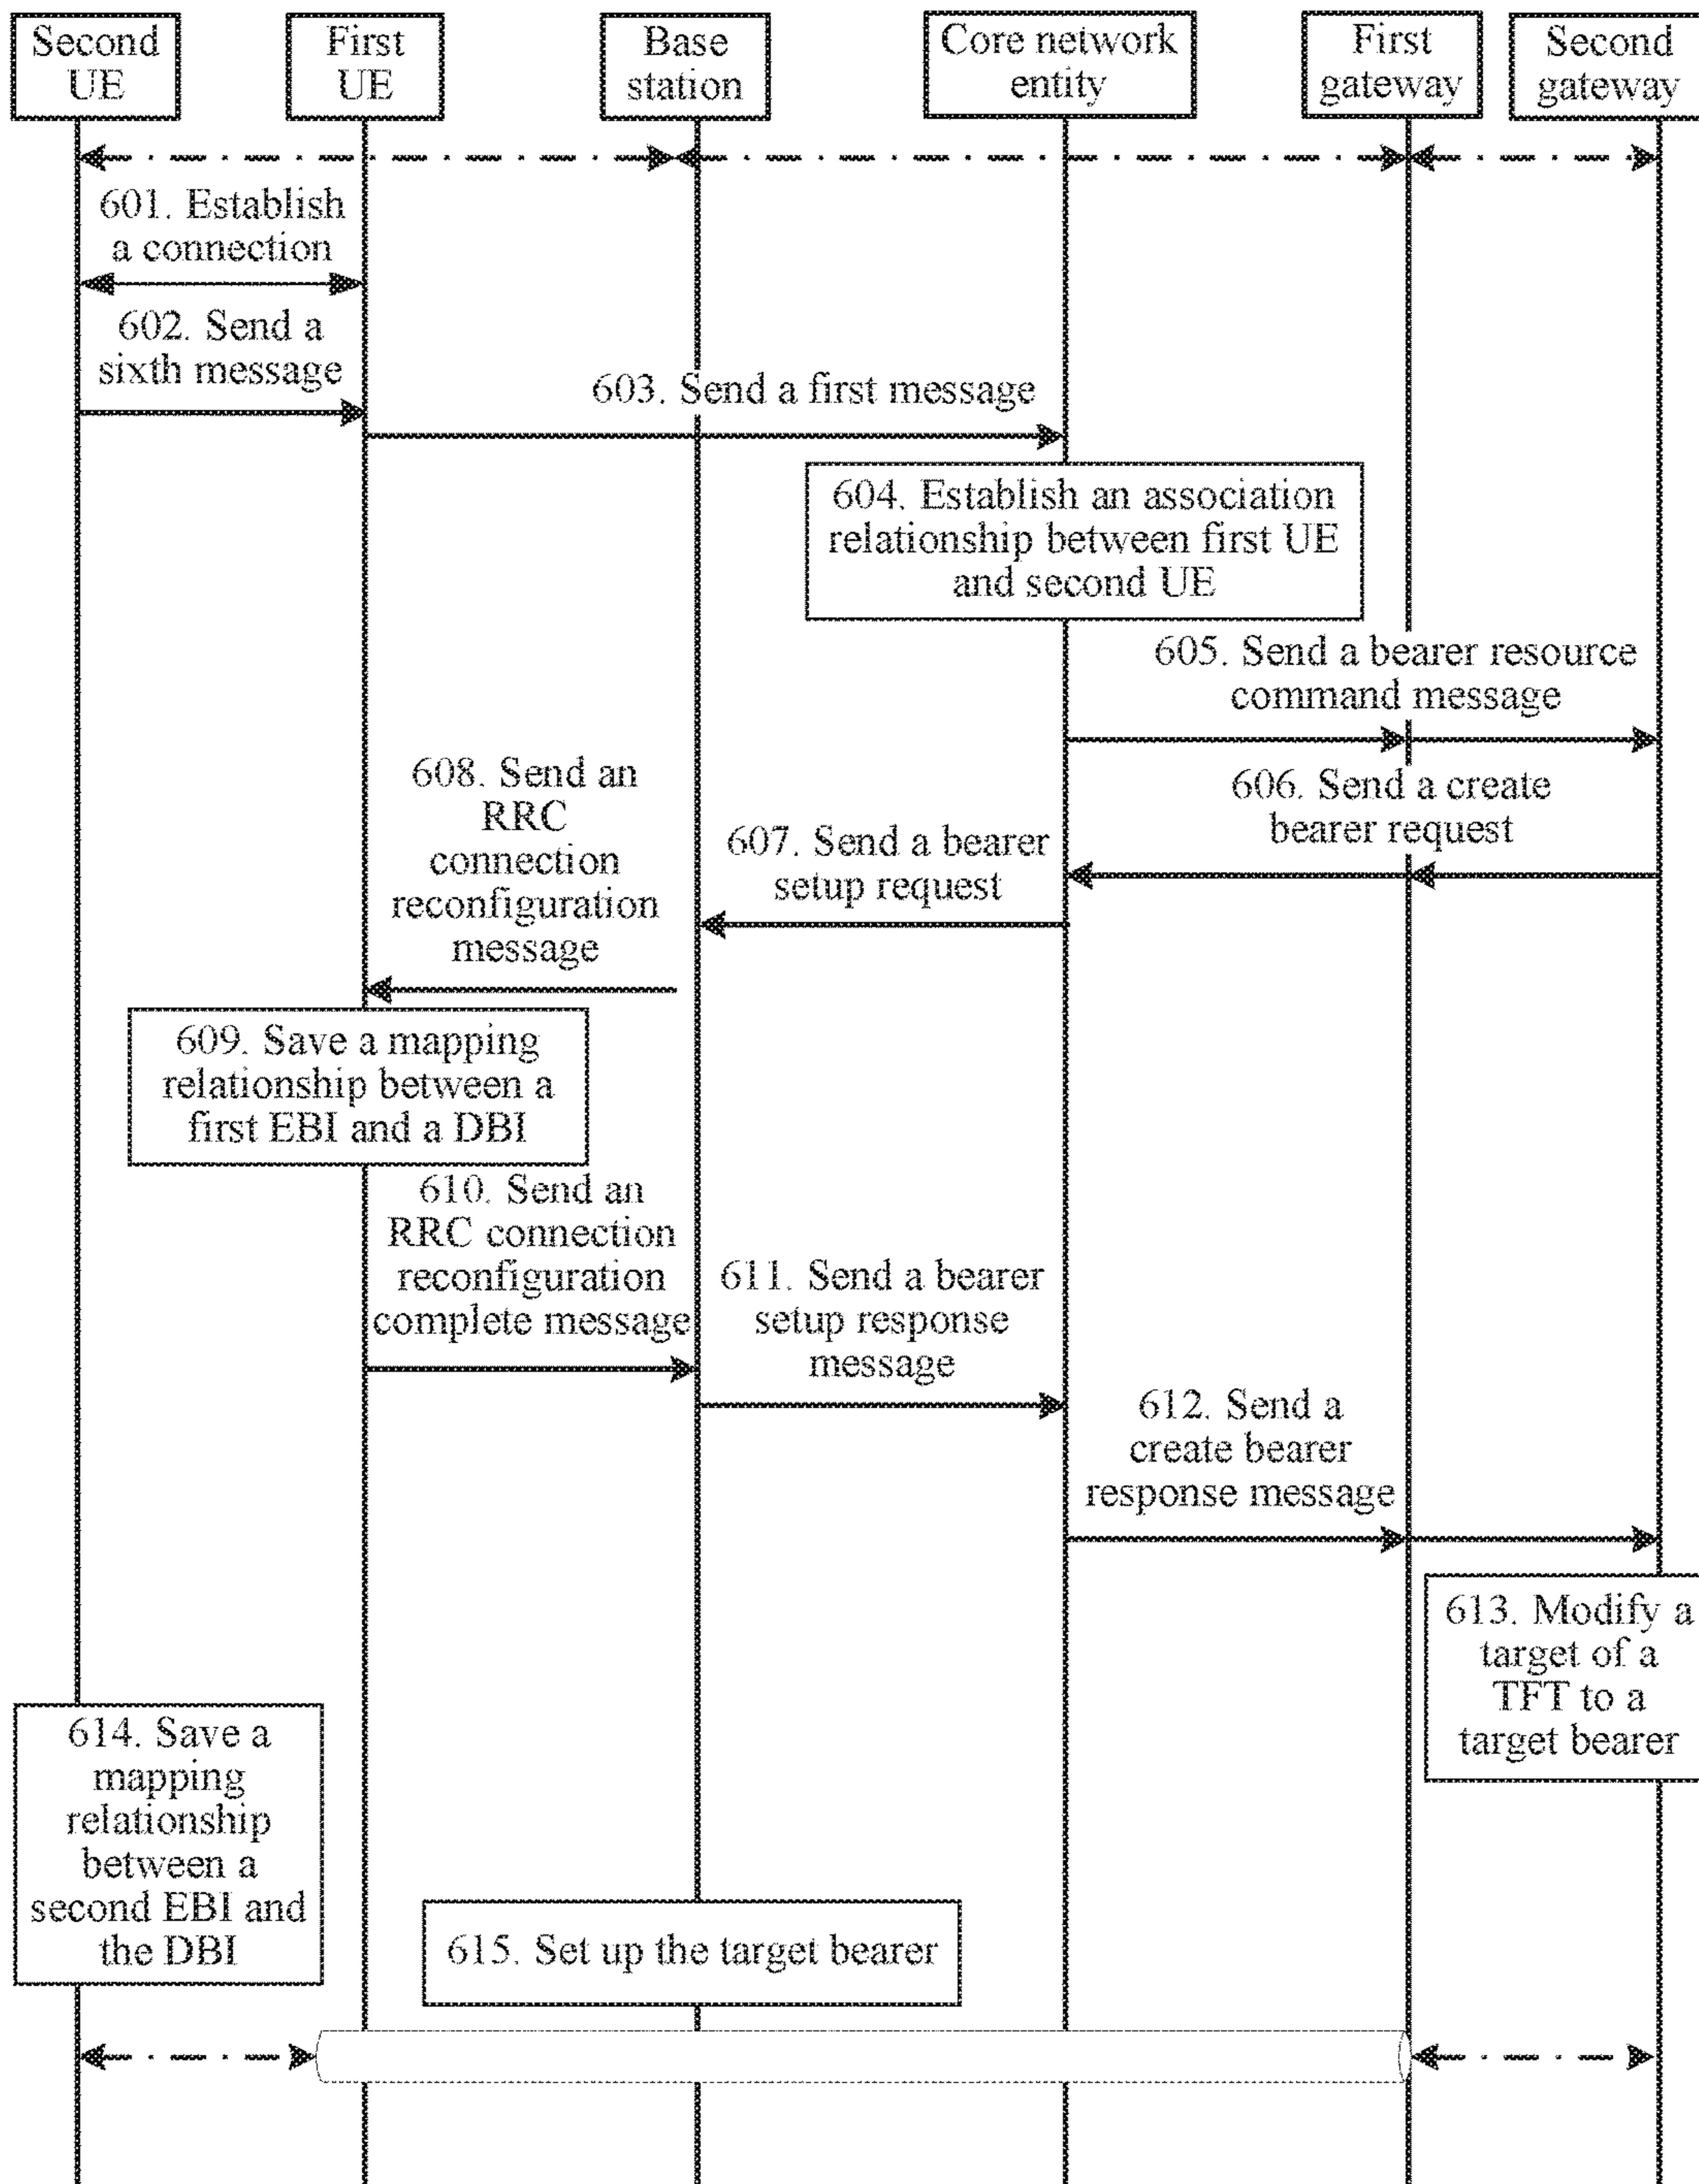 Second
UE
First
UE
Base
station
Core network
entity
First
gateway
Second
gateway
601. Establish
a connection
602. Send a
sixth message
603. Send a first message
604. Establish an association
relationship between first UE
and second UE
605. Send a bearer resource
command message
606. Send a create
bearer request
607. Send a bearer
setup request
608. Send an
RRC
connection
reconfiguration
message
609. Save a mapping
relationship between a
first EBI and a DBI
610. Send an
RRC connection
reconfiguration
complete message
611. Send a bearer
setup response
message
612. Send a
create bearer
response message
613. Modify a
target of a
TFT to a
target bearer
614. Save a
mapping
relationship
between a
second EBI and
the DBI
615. Set up the target bearer